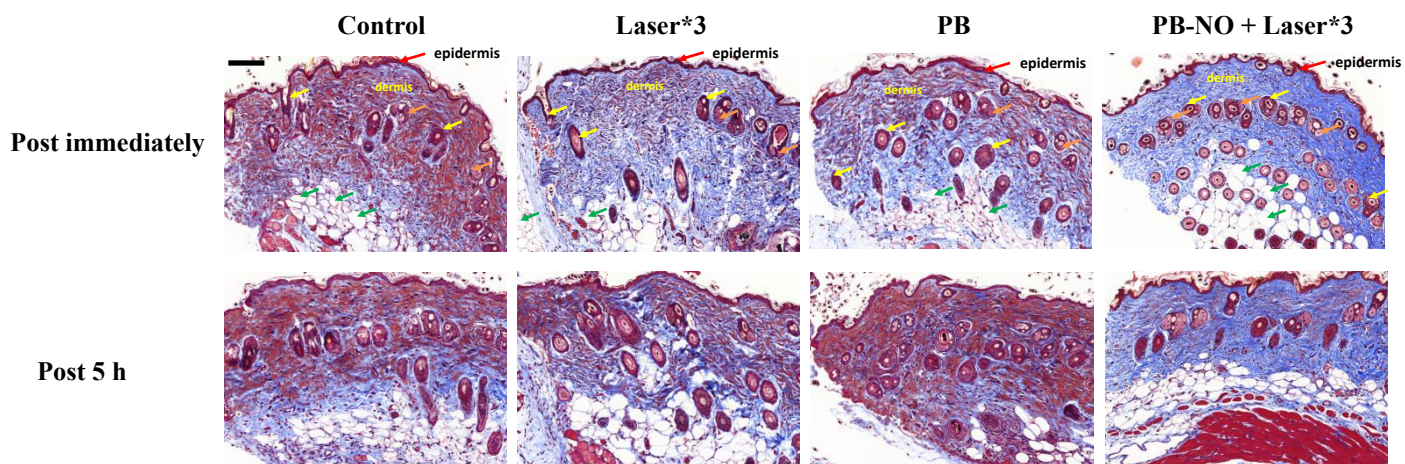 Control Laser*3 PB PB-NO + Laser*3
epidermis epidermis epidermis epidermis
dermis dermis dermis dermis
Post immediately
Post 5 h